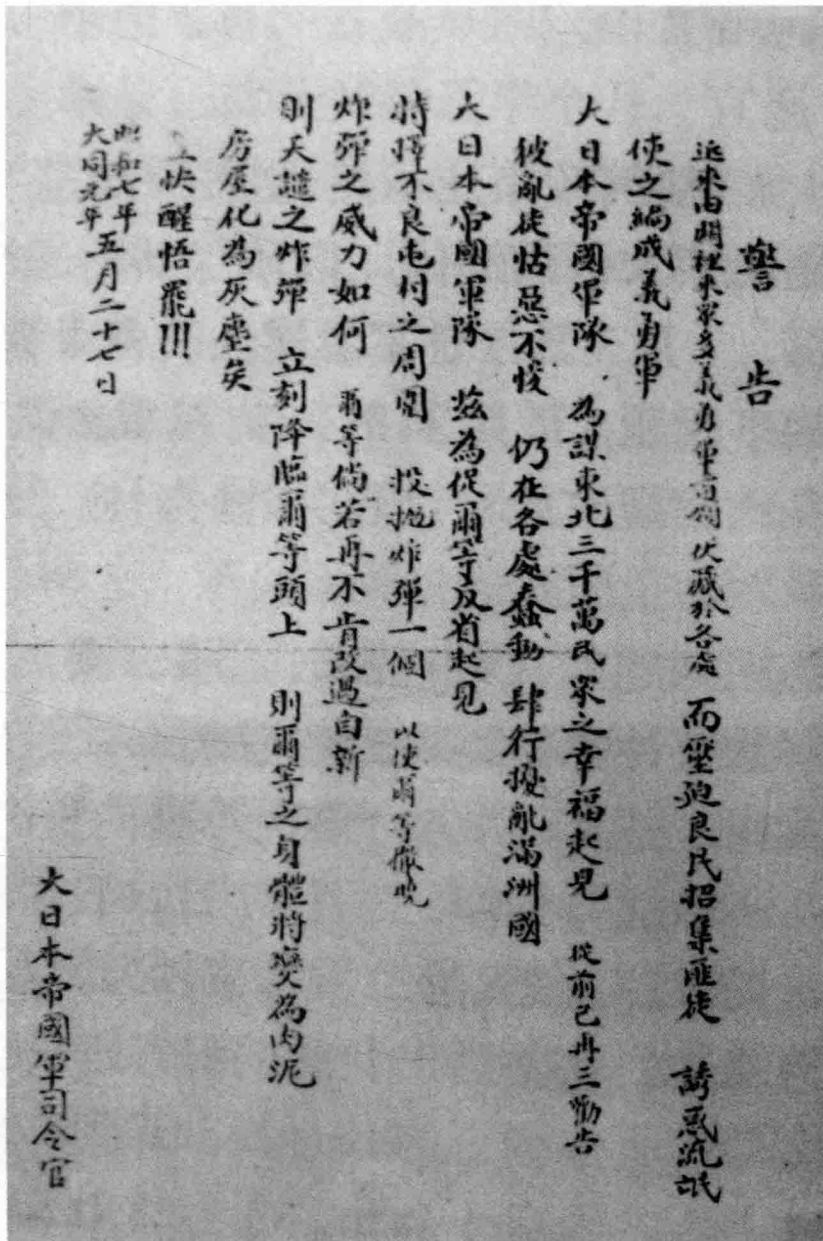 警告
近來由關裡來眾多義勇軍首領 伏藏於各處 而壓迫良民招集匪徒 誘惑流氓
使之編成義勇軍
大日本帝國軍隊 為謀東北三千萬民眾之幸福起見 從前已再三勸告
彼亂徒怙惡不悛 仍在各處蠢動 肆行擾亂滿洲國
大日本帝國軍隊 茲為促爾等反省起見
特擇不良屯村之周圍 投拋炸彈一個 以使爾等徹曉
炸彈之威力如何 爾等倘若再不肯改過自新
則天譴之炸彈 立刻降臨爾等頭上 則爾等之身體將變為肉泥
房屋化為灰塵矣
快醒悟罷!!!
昭和七年
大同元年 五月二十七日
大日本帝國軍司令官